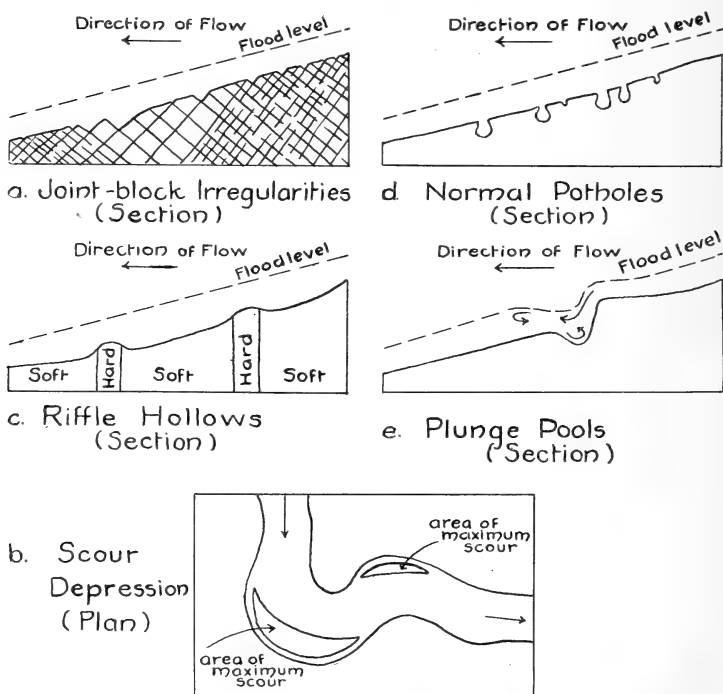 Direction of Flow
Flood level
a. Joint-block Irregularities
(Section)
Direction of Flow
Flood level
d. Normal Potholes
(Section)
Direction of Flow
Flood level
Soft
Hard
Soft
Hard
Soft
c. Riffle Hollows
(Section)
Direction of Flow
Flood level
e. Plunge Pools
(Section)
b. Scour
Depression
(Plan)
area of
maximum
scour
area of
maximum
scour